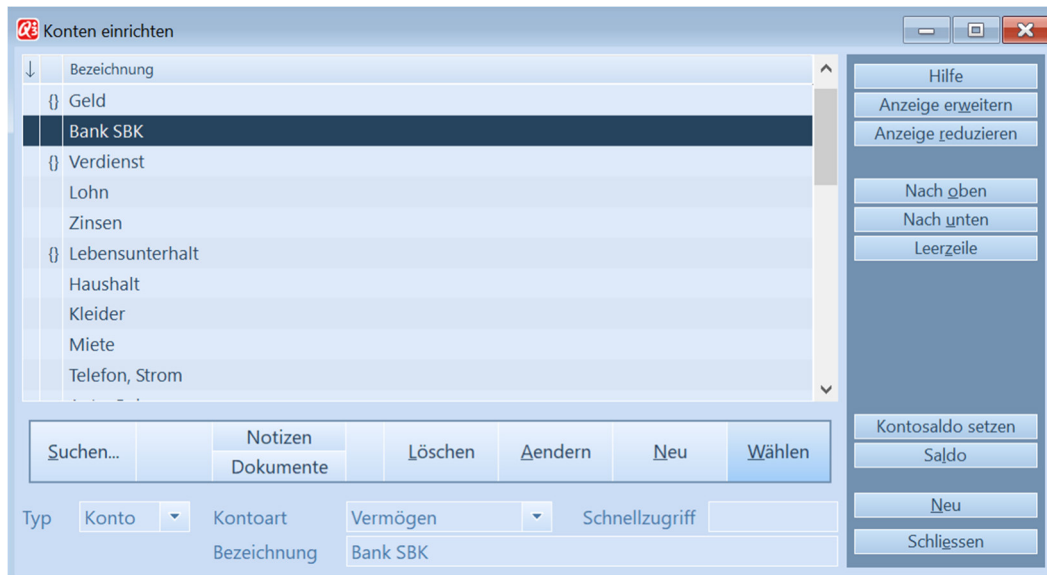 Konten einrichten
Bezeichnung
{} Geld
Bank SBK
{} Verdienst
Lohn
Zinsen
{} Lebensunterhalt
Haushalt
Kleider
Miete
Telefon, Strom
Suchen...
Notizen
Dokumente
Löschen
Aendern
Neu
Wählen
Typ Konto Kontoart Vermögen Schnellzugriff
Bezeichnung Bank SBK
Hilfe
Anzeige erweitern
Anzeige reduzieren
Nach oben
Nach unten
Leerzeile
Kontosaldo setzen
Saldo
Neu
Schliessen